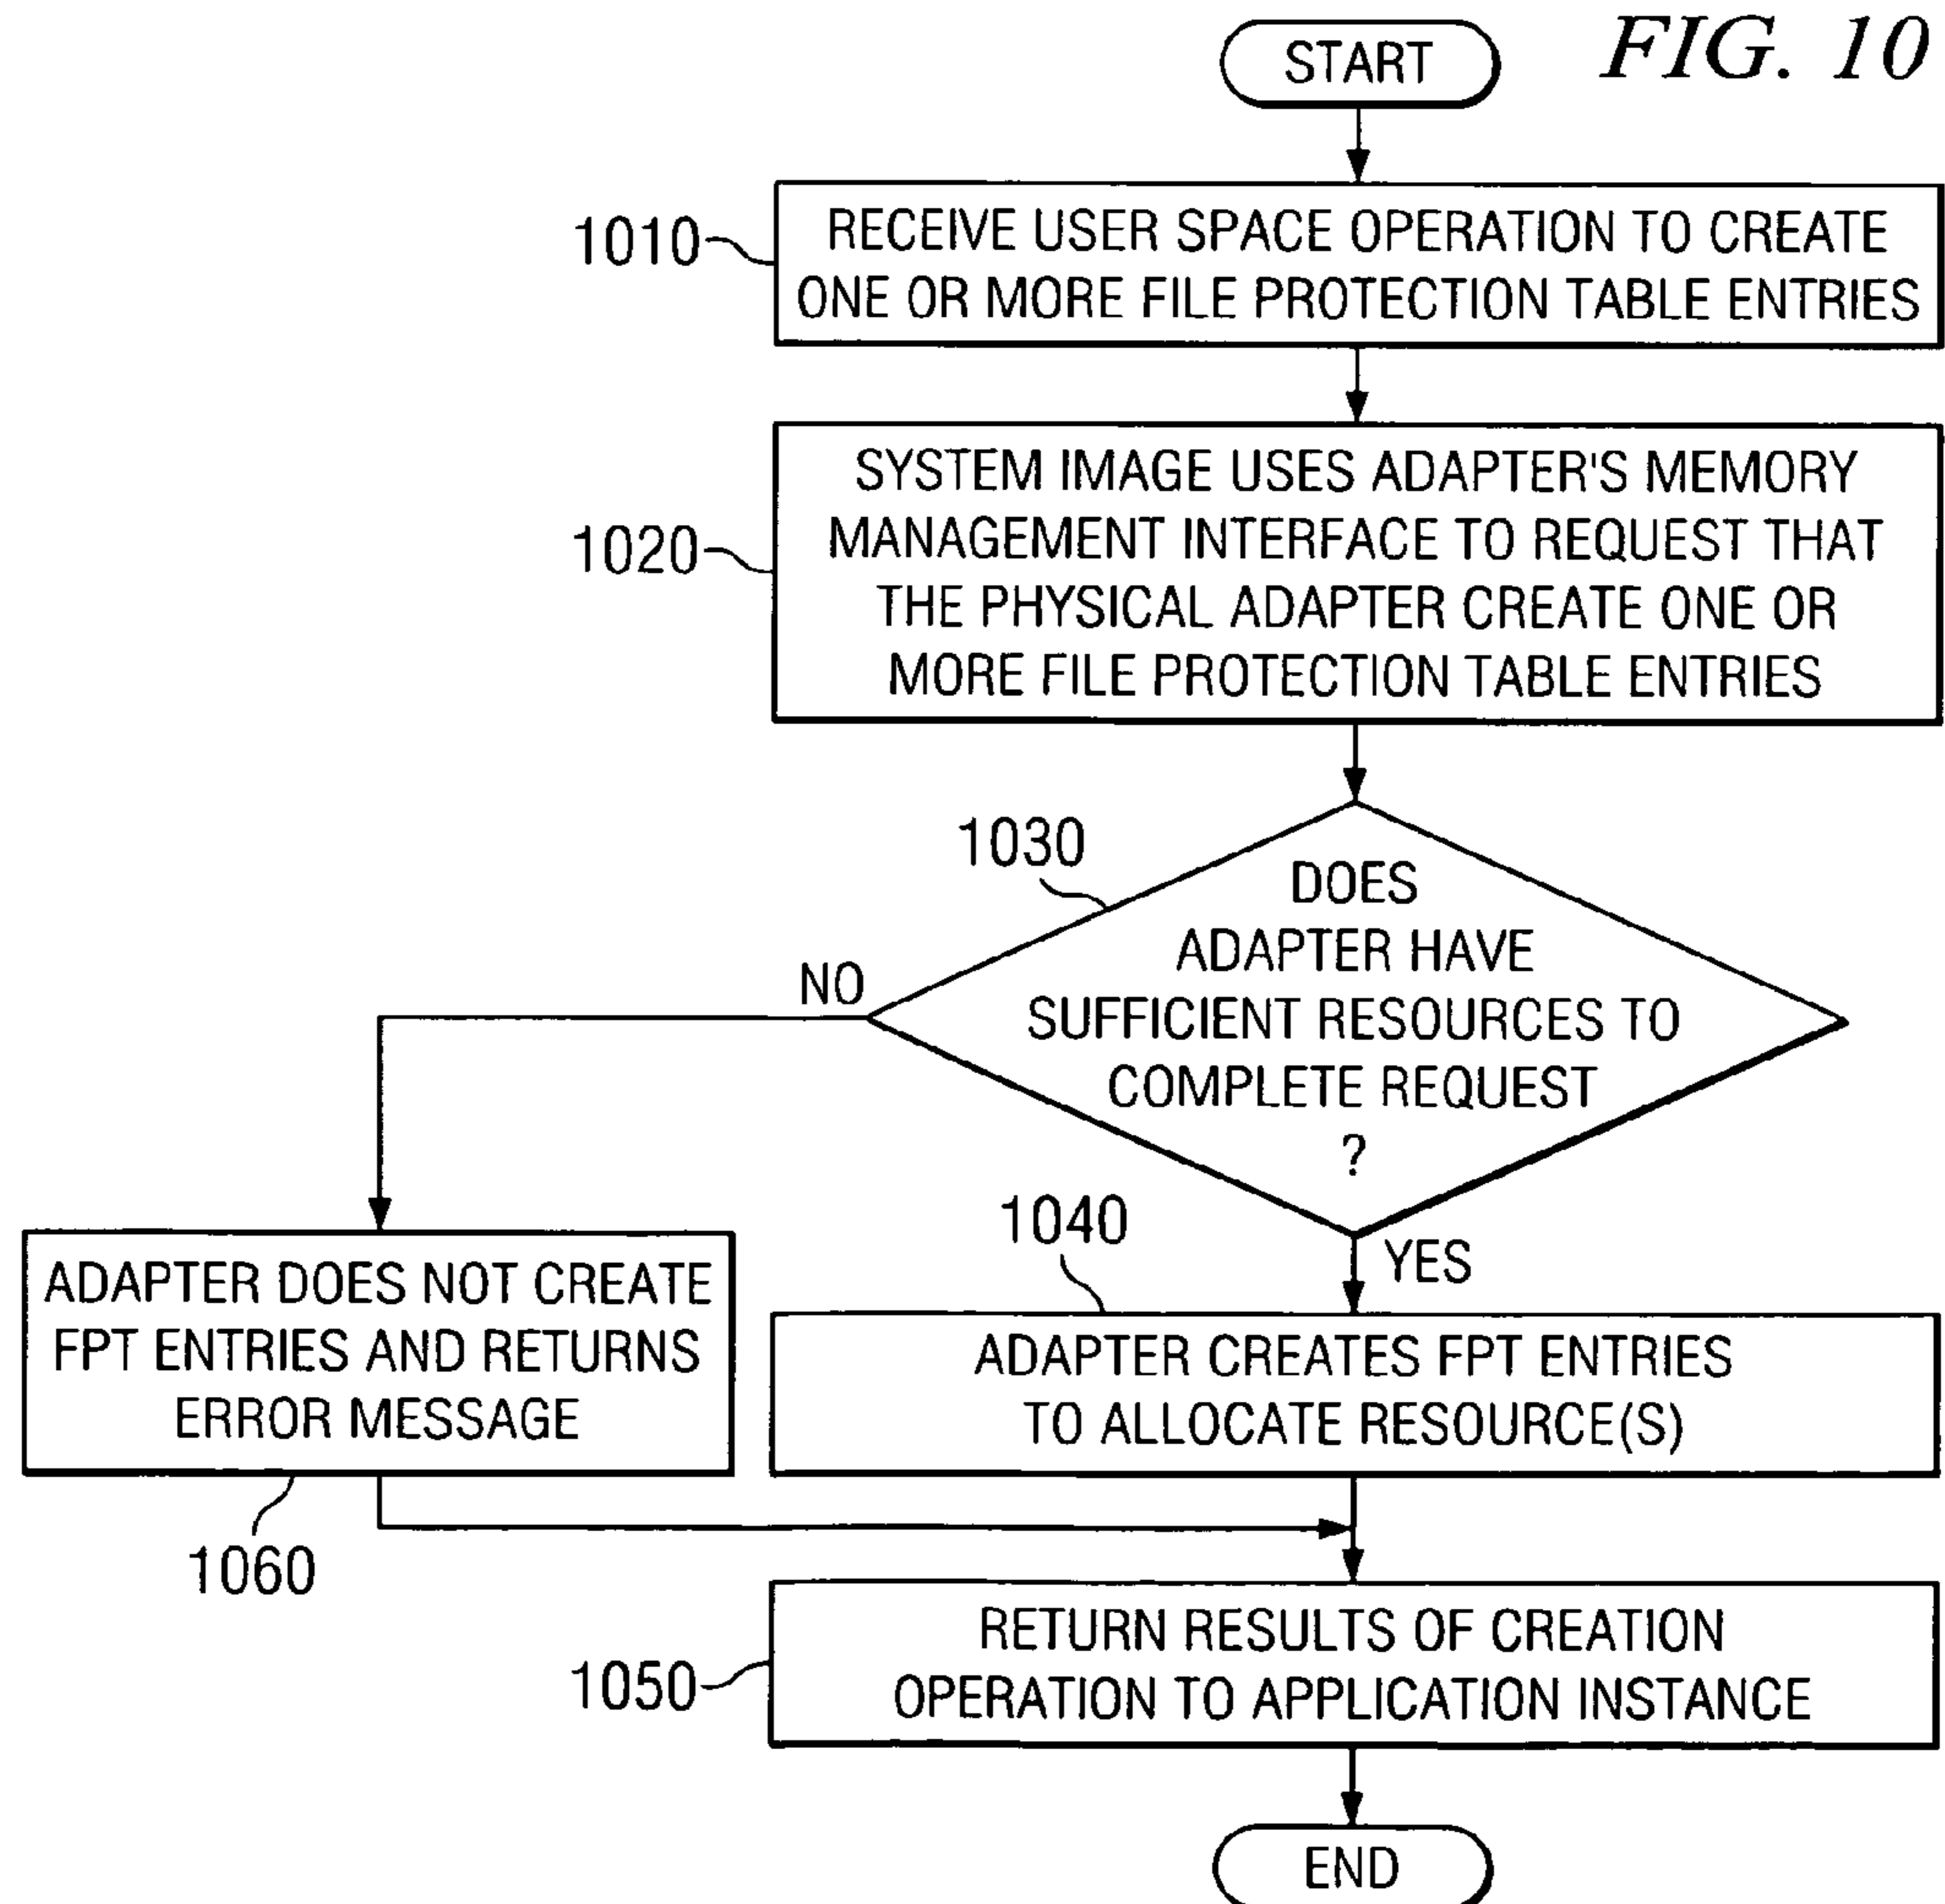 FIG. 10
START
1010
RECEIVE USER SPACE OPERATION TO CREATE
ONE OR MORE FILE PROTECTION TABLE ENTRIES
1020
SYSTEM IMAGE USES ADAPTER'S MEMORY
MANAGEMENT INTERFACE TO REQUEST THAT
THE PHYSICAL ADAPTER CREATE ONE OR
MORE FILE PROTECTION TABLE ENTRIES
1030
DOES
ADAPTER HAVE
SUFFICIENT RESOURCES TO
COMPLETE REQUEST
?
NO
YES
ADAPTER DOES NOT CREATE
FPT ENTRIES AND RETURNS
ERROR MESSAGE
1060
1040
ADAPTER CREATES FPT ENTRIES
TO ALLOCATE RESOURCE(S)
1050
RETURN RESULTS OF CREATION
OPERATION TO APPLICATION INSTANCE
END